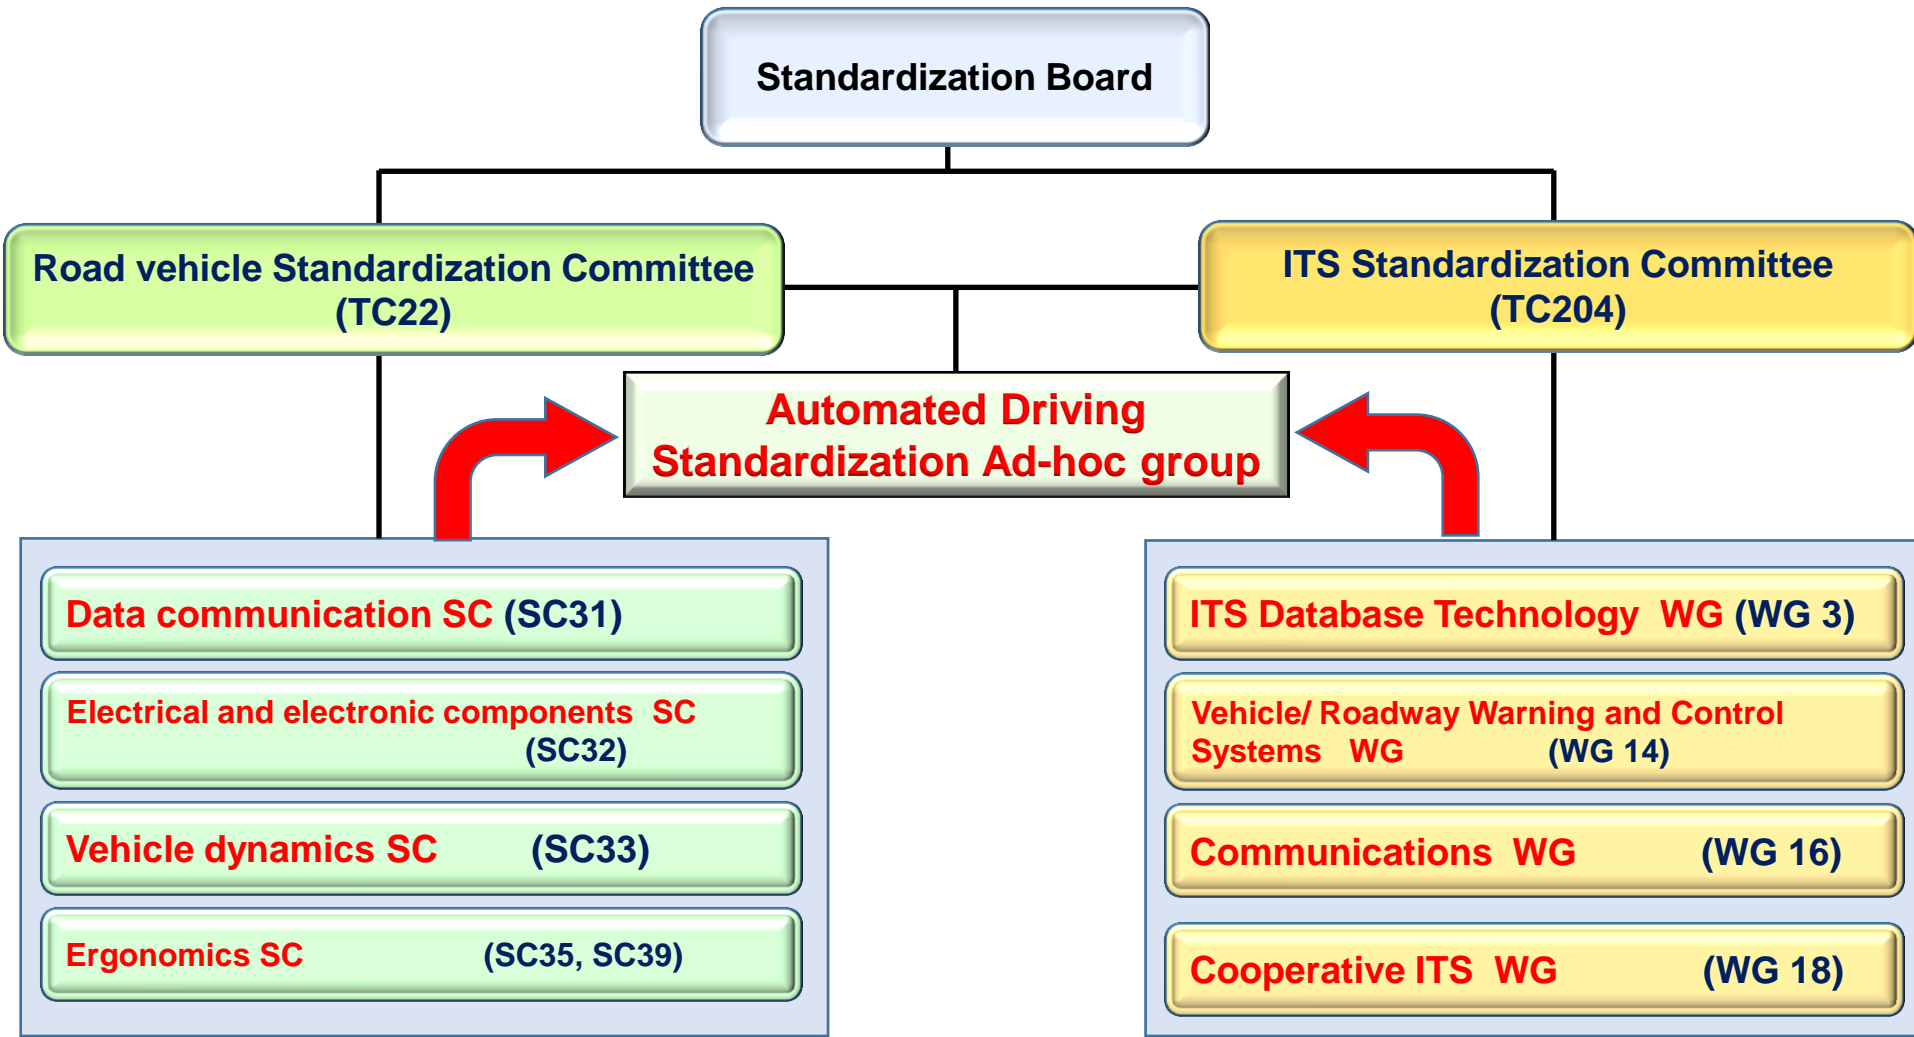 Standardization Board
Road vehicle Standardization Committee
(TC22)
ITS Standardization Committee
(TC204)
Automated Driving
Standardization Ad-hoc group
Data communication SC (SC31)
Electrical and electronic components SC
(SC32)
Vehicle dynamics SC (SC33)
Ergonomics SC (SC35, SC39)
ITS Database Technology WG (WG 3)
Vehicle/ Roadway Warning and Control
Systems WG (WG 14)
Communications WG (WG 16)
Cooperative ITS WG (WG 18)